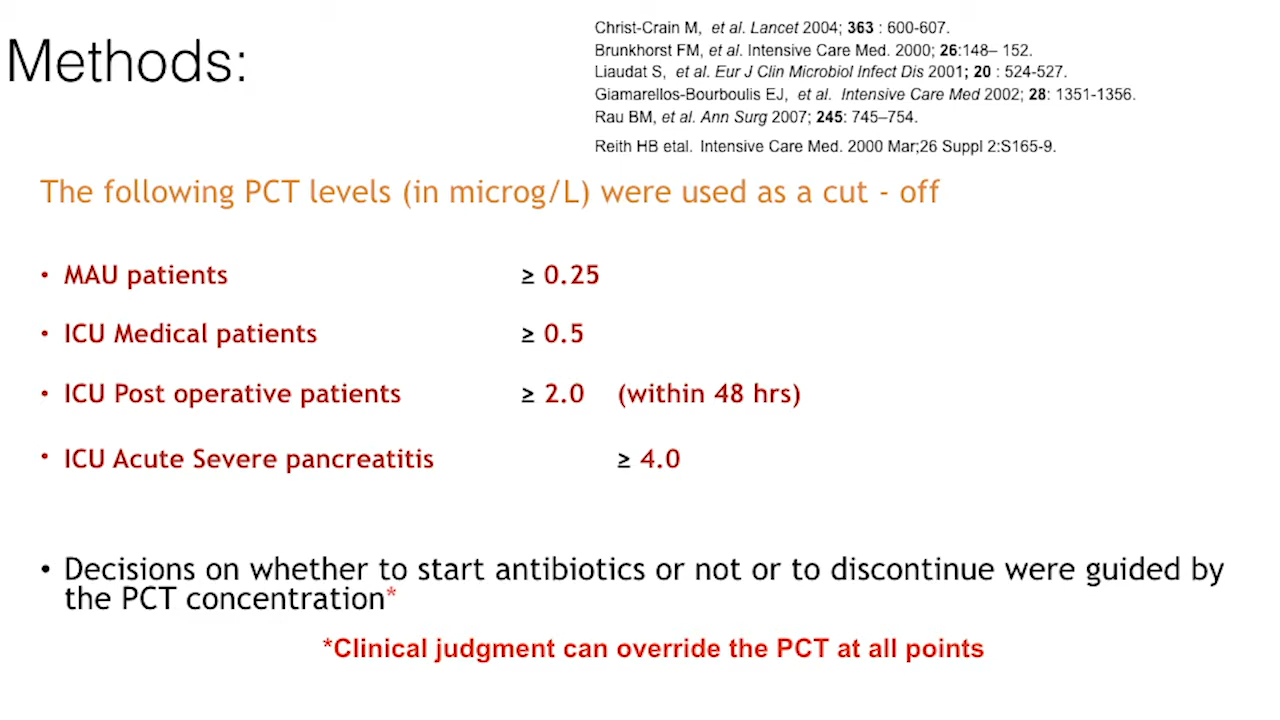 Methods:
Christ-Crain M, et al. Lancet 2004; 363 : 600-607.
Brunkhorst FM, et al. Intensive Care Med. 2000; 26:148– 152.
Liaudat S, et al. Eur J Clin Microbiol Infect Dis 2001; 20 : 524-527.
Giamarellos-Bourboulis EJ, et al. Intensive Care Med 2002; 28: 1351-1356.
Rau BM, et al. Ann Surg 2007; 245: 745–754.
Reith HB etal. Intensive Care Med. 2000 Mar;26 Suppl 2:S165-9.
The following PCT levels (in microg/L) were used as a cut - off
• MAU patients ≥ 0.25
• ICU Medical patients ≥ 0.5
• ICU Post operative patients ≥ 2.0 (within 48 hrs)
• ICU Acute Severe pancreatitis ≥ 4.0
• Decisions on whether to start antibiotics or not or to discontinue were guided by
the PCT concentration*
*Clinical judgment can override the PCT at all points